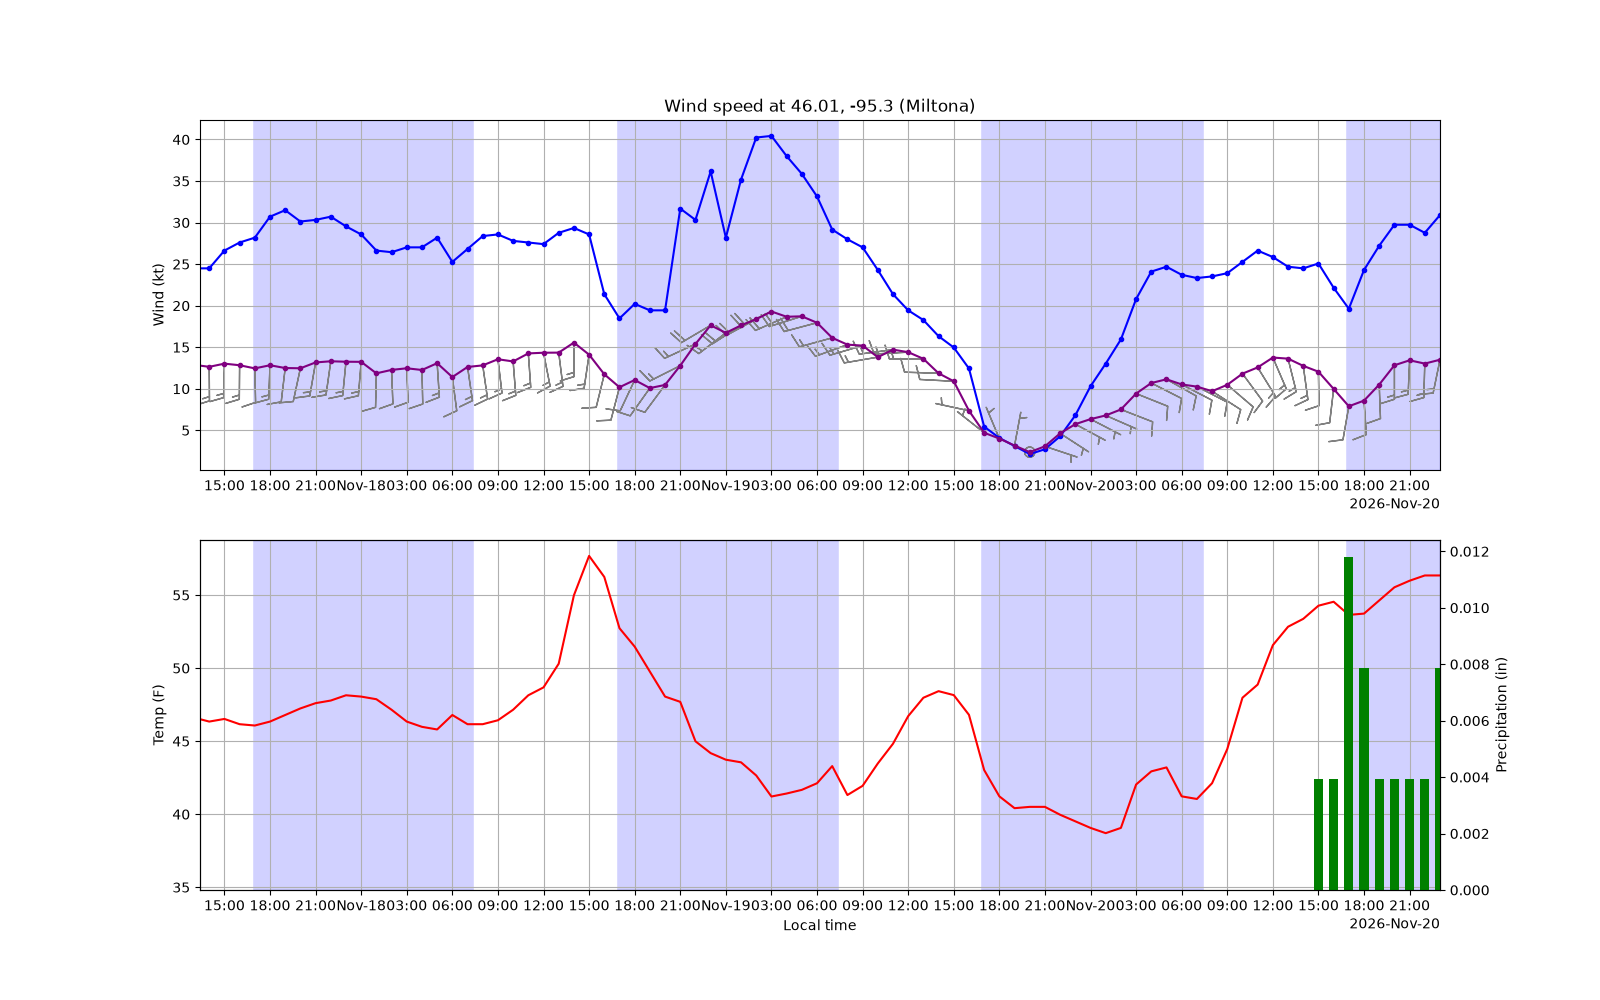 Wind speed at 46.01, -95.3 (Miltona)
40
35
30
25
20
15
10
5
Wind (kt)
15:00 18:00 21:00 Nov-18 03:00 06:00 09:00 12:00 15:00 18:00 21:00 Nov-19 03:00 06:00 09:00 12:00 15:00 18:00 21:00 Nov-20 03:00 06:00 09:00 12:00 15:00 18:00 21:00
2026-Nov-20
55
50
45
40
35
Temp (F)
0.012
0.010
0.008
0.006
0.004
0.002
0.000
Precipitation (in)
15:00 18:00 21:00 Nov-18 03:00 06:00 09:00 12:00 15:00 18:00 21:00 Nov-19 03:00 06:00 09:00 12:00 15:00 18:00 21:00 Nov-20 03:00 06:00 09:00 12:00 15:00 18:00 21:00
Local time
2026-Nov-20